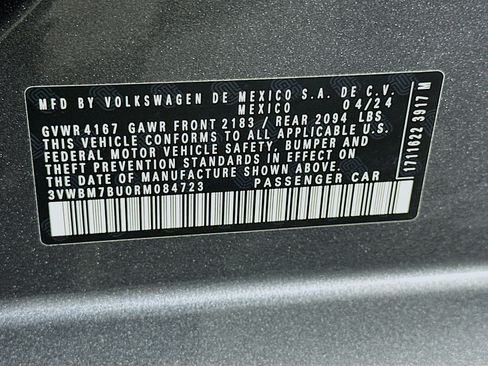 MFD BY VOLKSWAGEN DE MEXICO S.A. DE C.V.
MEXICO 04/24
GVWR 4167 GAWR FRONT 2183 / REAR 2094 LBS
THIS VEHICLE CONFORMS TO ALL APPLICABLE U.S.
FEDERAL MOTOR VEHICLE SAFETY, BUMPER AND
THEFT PREVENTION STANDARDS IN EFFECT ON
THE DATE OF MANUFACTURE SHOWN ABOVE.
3VWBM7BU0RM084723 PASSENGER CAR
1711622 3917 M